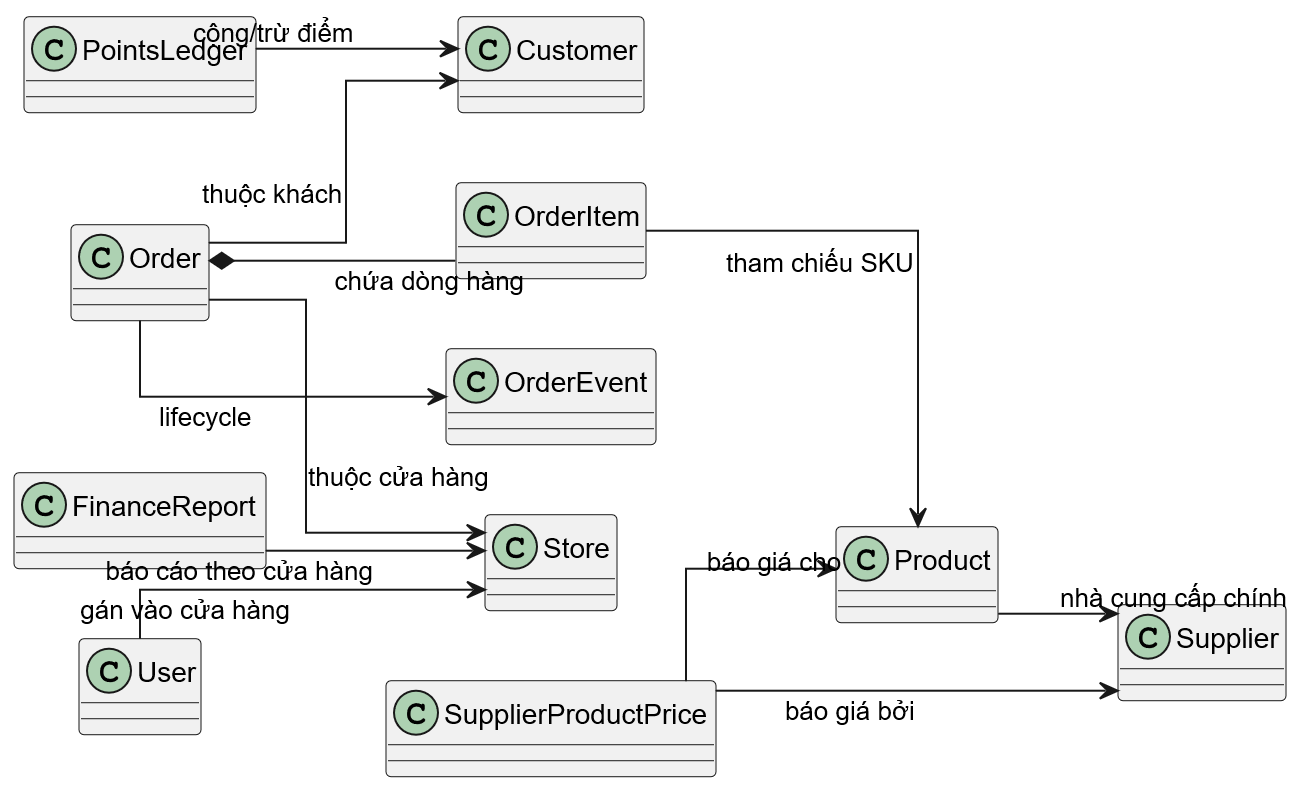 cộng/trừ điểm
C PointsLedger
C Customer
thuộc khách
C OrderItem
C Order
tham chiếu SKU
chứa dòng hàng
C OrderEvent
lifecycle
thuộc cửa hàng
C FinanceReport
C Store
báo giá cho
C Product
báo cáo theo cửa hàng
nhà cung cấp chính
gán vào cửa hàng
C Supplier
C User
C SupplierProductPrice
báo giá bởi